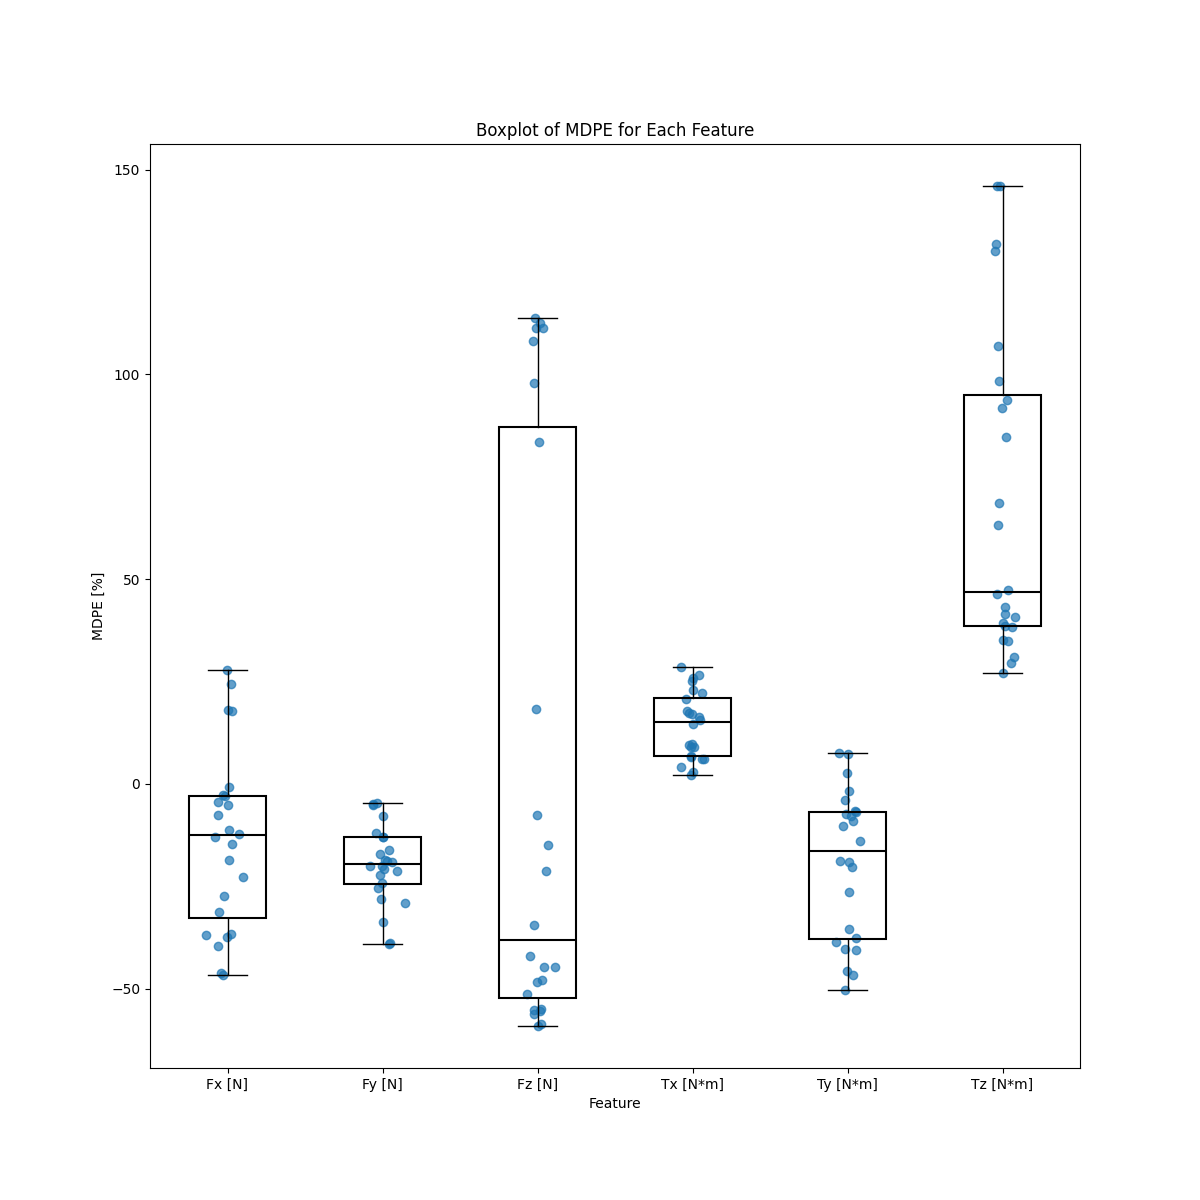 Boxplot of MDPE for Each Feature
150
100
50
0
−50
MDPE [%]
Fx [N]
Fy [N]
Fz [N]
Tx [N*m]
Ty [N*m]
Tz [N*m]
Feature